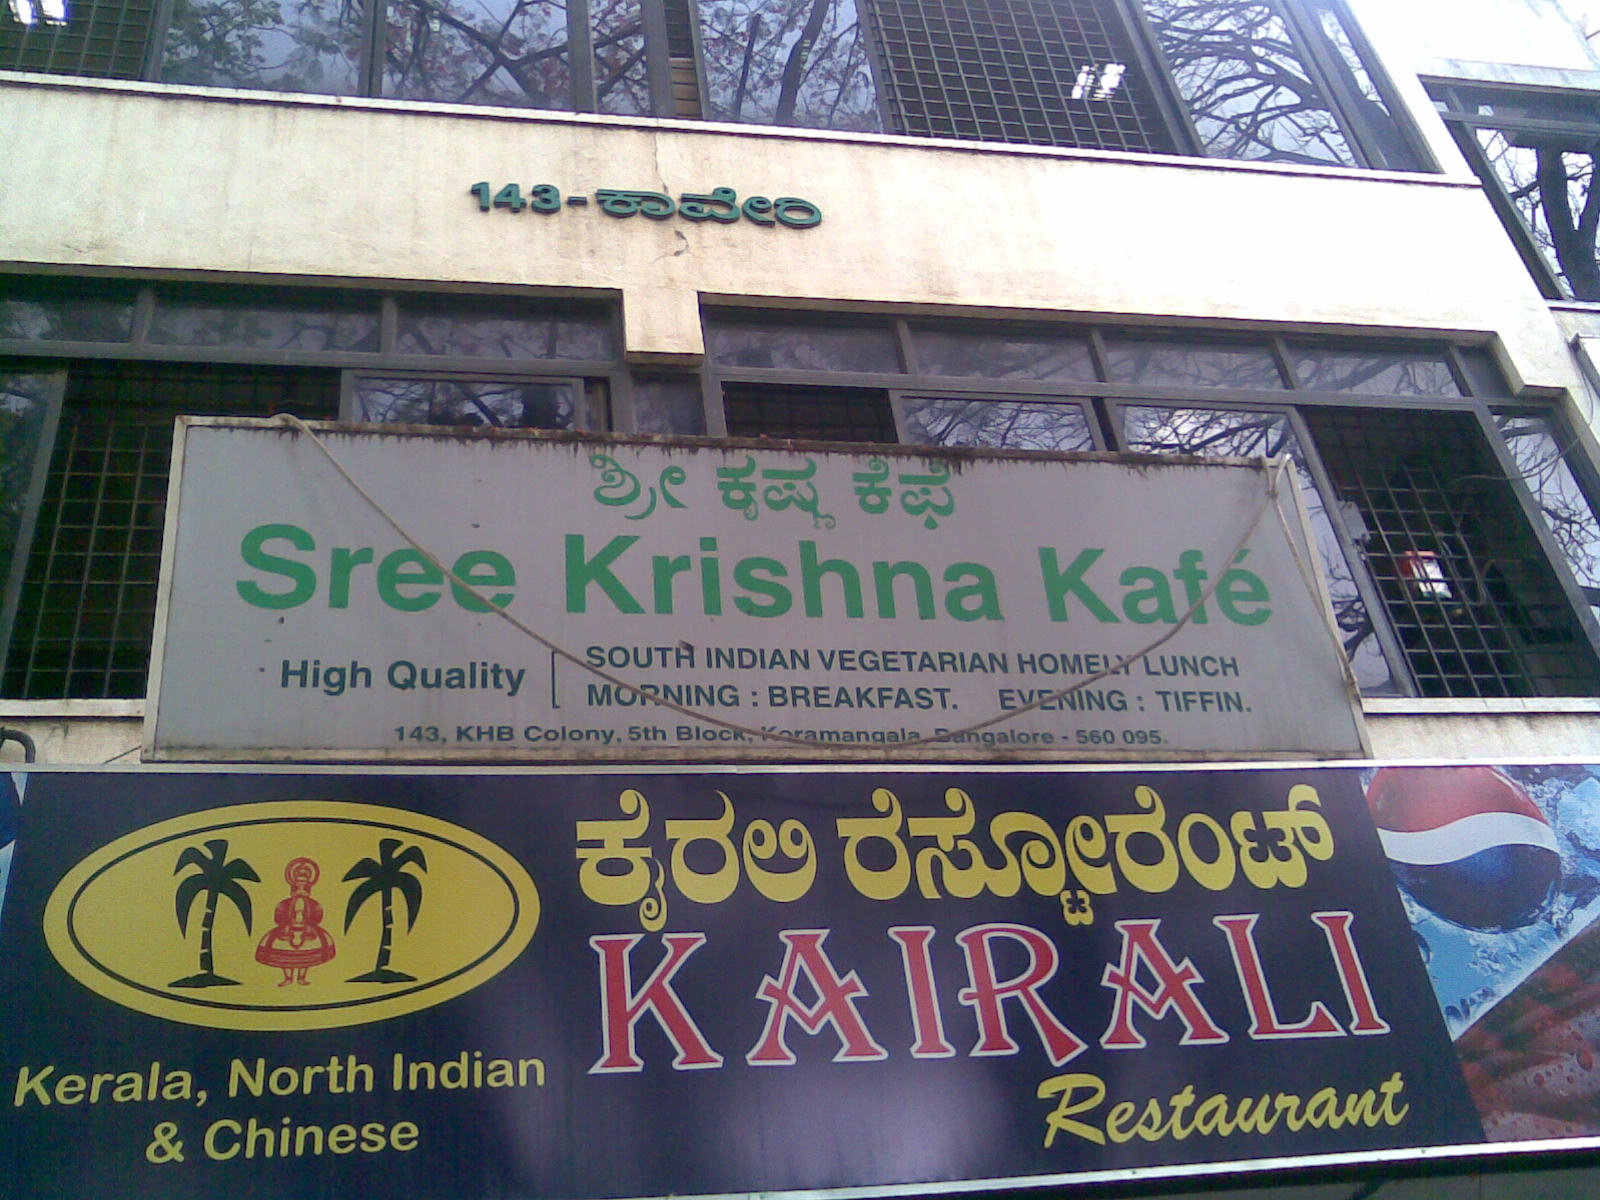 143-ಕಾವೇರಿ
ಶ್ರೀ ಕೃಷ್ಣ ಕೆಫೆ
Sree Krishna Kafé
High Quality
SOUTH INDIAN VEGETARIAN HOMELY LUNCH
MORNING : BREAKFAST. EVENING : TIFFIN.
143, KHB Colony, 5th Block, Koramangala, Bangalore - 560 095.
ಕೈರಲಿ ರೆಸ್ಟೋರೆಂಟ್
KAIRALI
Restaurant
Kerala, North Indian
& Chinese